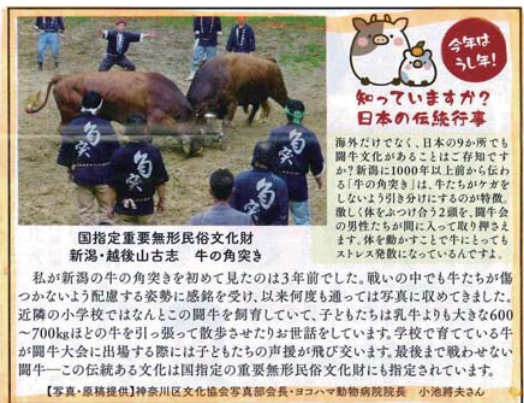 今年は
うし年!
知っていますか?
日本の伝統行事
海外だけでなく、日本の9か所でも
闘牛文化があることはご存知です
か?新潟に1000年以上前から伝わ
る「牛の角突き」は、牛たちがケガを
しないよう引き分けにするのが特徴。
激しく体をぶつけ合う2頭を、闘牛会
の男性たちが間に入って取り押さえ
ます。体を動かすことで牛にとっても
ストレス発散になっているんですよ。
角突
角突
角突
国指定重要無形民俗文化財
新潟・越後山古志 牛の角突き
私が新潟の牛の角突きを初めて見たのは3年前でした。戦いの中でも牛たちが傷
つかないよう配慮する姿勢に感銘を受け、以来何度も通っては写真に収めてきました。
近隣の小学校ではなんとこの闘牛を飼育していて、子どもたちは乳牛よりも大きな600
~700kgほどの牛を引っ張って散歩させたりお世話をしています。学校で育てている牛
が闘牛大会に出場する際には子どもたちの声援が飛び交います。最後まで戦わせない
闘牛―この伝統ある文化は国指定の重要無形民俗文化財にも指定されています。
【写真・原稿提供】神奈川区文化協会写真部会長・ヨコハマ動物病院院長 小池將夫さん